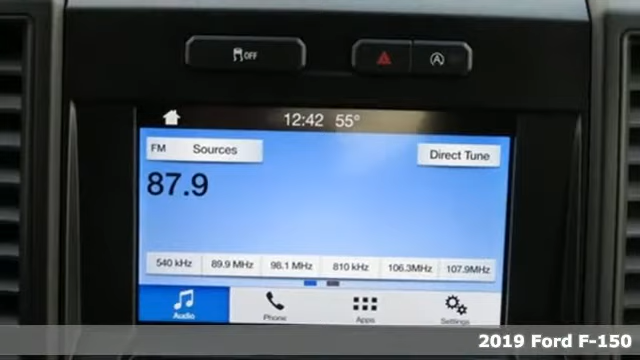 OFF
12:42 55°
FM Sources
Direct Tune
87.9
540 kHz 89.9 MHz 98.1 MHz 810 kHz 106.3MHz 107.9MHz
Audio Phone Apps Settings
2019 Ford F-150